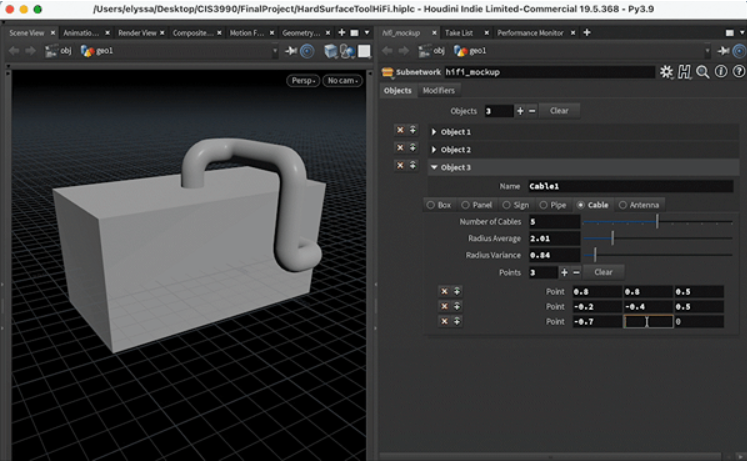 /Users/elyssa/Desktop/CIS3990/FinalProject/HardSurfaceToolHiFi.hiplc - Houdini Indie Limited-Commercial 19.5.368 - Py3.9
Scene View Animatio... Render View Composite... Motion F... Geometry...
hifi_mockup Take List Performance Monitor
obj geo1
obj geo1
Persp No cam
Subnetwork hifi_mockup
Objects Modifiers
Objects 3 Clear
Object 1
Object 2
Object 3
Name Cable1
Box Panel Sign Pipe Cable Antenna
Number of Cables 5
Radius Average 2.01
Radius Variance 0.84
Points 3 Clear
Point 0.8 0.8 0.5
Point -0.2 -0.4 0.5
Point -0.7 0